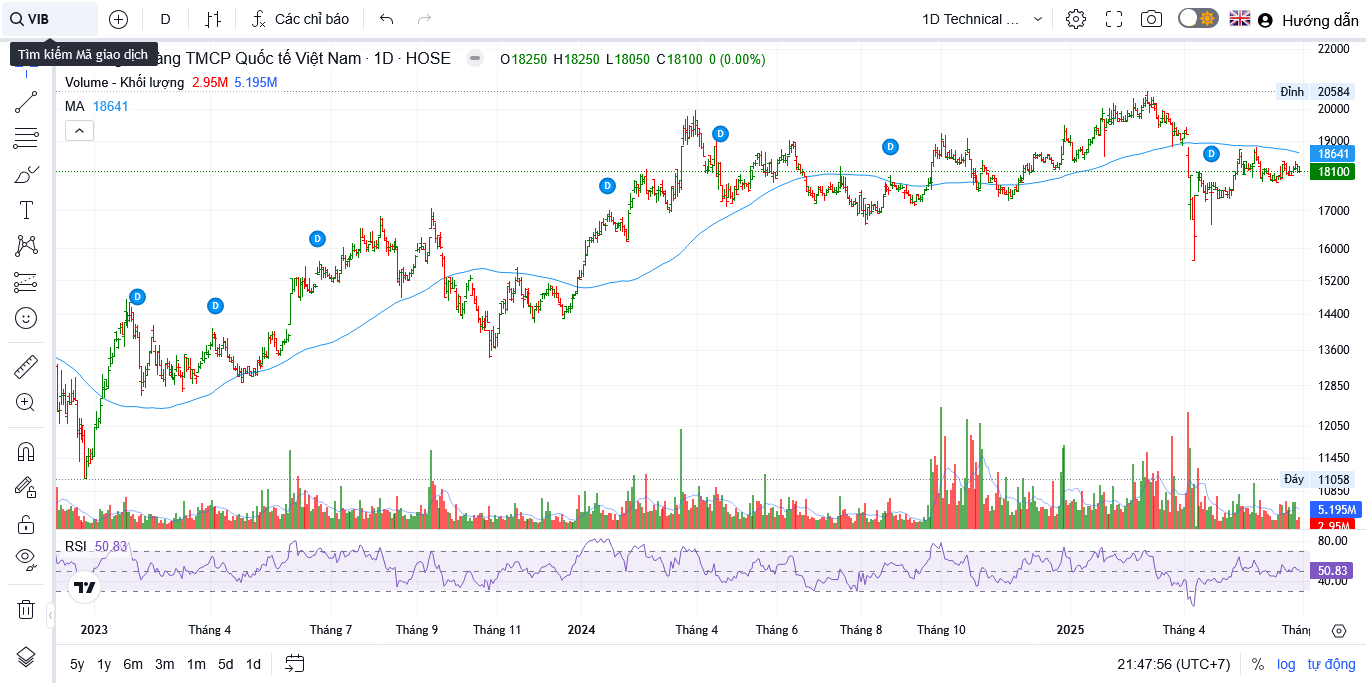 VIB D Các chỉ báo 1D Technical ... Hướng dẫn
Tìm kiếm Mã giao dịch
àng TMCP Quốc tế Việt Nam · 1D · HOSE O18250 H18250 L18050 C18100 0 (0.00%)
Volume - Khối lượng 2.95M 5.195M
MA 18641
22000
Đỉnh 20584
20000
19000
18641
18100
17000
16000
15200
14400
13600
12850
12050
11450
Đáy 11058
10850
5.195M
2.95M
D
D
D
D
D
D
D
RSI 50.83
80.00
50.83
40.00
2023 Tháng 4 Tháng 7 Tháng 9 Tháng 11 2024 Tháng 4 Tháng 6 Tháng 8 Tháng 10 2025 Tháng 4 Tháng
5y 1y 6m 3m 1m 5d 1d 21:47:56 (UTC+7) % log tự động